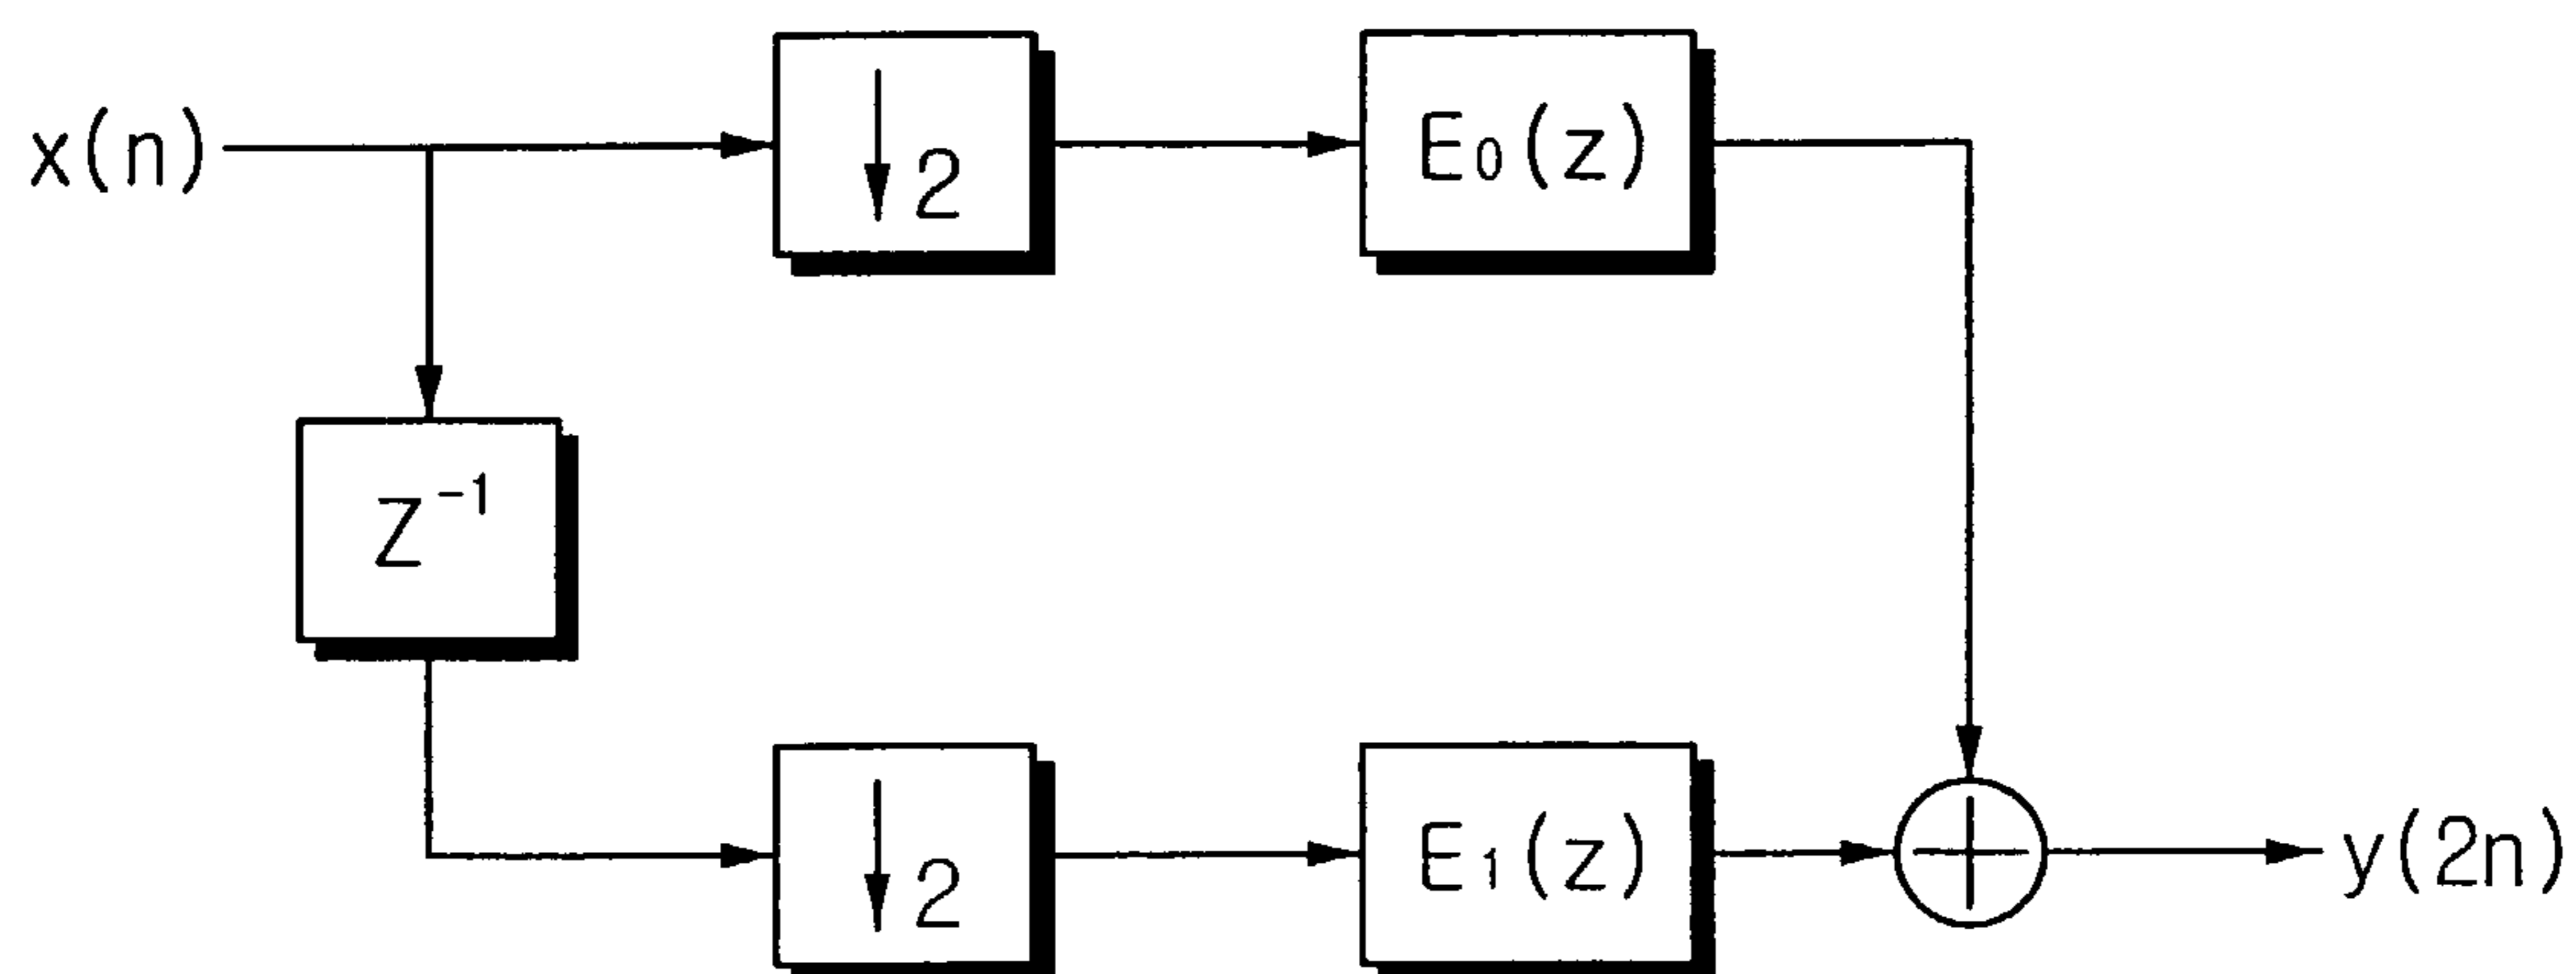 x(n)
↓2
E₀(z)
Z⁻¹
↓2
E₁(z)
y(2n)